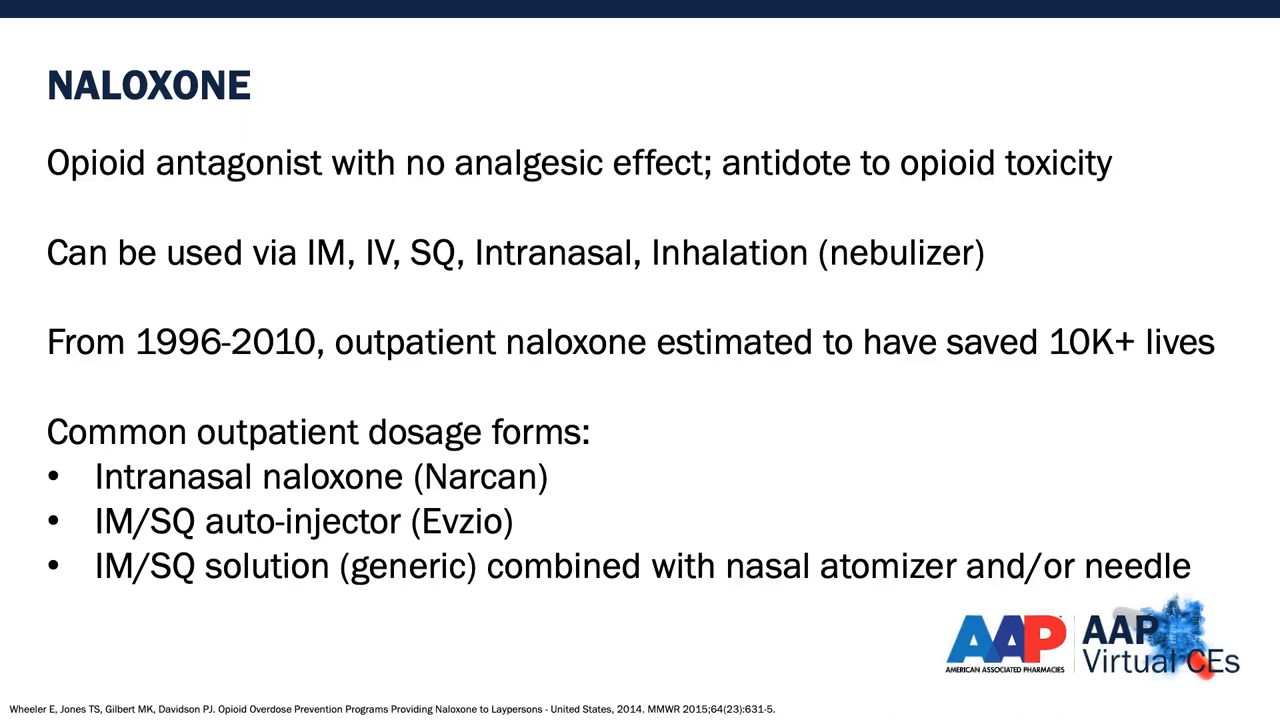 NALOXONE
Opioid antagonist with no analgesic effect; antidote to opioid toxicity
Can be used via IM, IV, SQ, Intranasal, Inhalation (nebulizer)
From 1996-2010, outpatient naloxone estimated to have saved 10K+ lives
Common outpatient dosage forms:
• Intranasal naloxone (Narcan)
• IM/SQ auto-injector (Evzio)
• IM/SQ solution (generic) combined with nasal atomizer and/or needle
AAP
AMERICAN ASSOCIATED PHARMACIES
AAP
Virtual CEs
Wheeler E, Jones TS, Gilbert MK, Davidson PJ. Opioid Overdose Prevention Programs Providing Naloxone to Laypersons - United States, 2014. MMWR 2015;64(23):631-5.